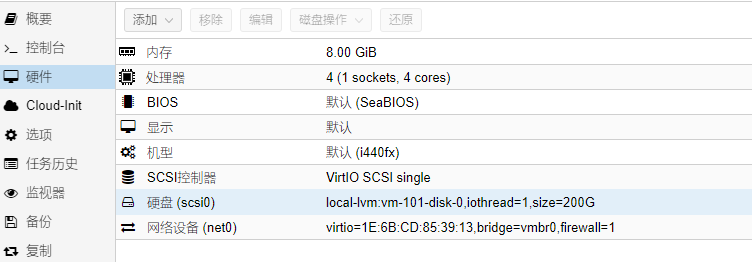 概要
控制台
硬件
Cloud-Init
选项
任务历史
监视器
备份
复制
添加 移除 编辑 磁盘操作 还原
内存 8.00 GiB
处理器 4 (1 sockets, 4 cores)
BIOS 默认 (SeaBIOS)
显示 默认
机型 默认 (i440fx)
SCSI控制器 VirtIO SCSI single
硬盘 (scsi0) local-lvm:vm-101-disk-0,iothread=1,size=200G
网络设备 (net0) virtio=1E:6B:CD:85:39:13,bridge=vmbr0,firewall=1